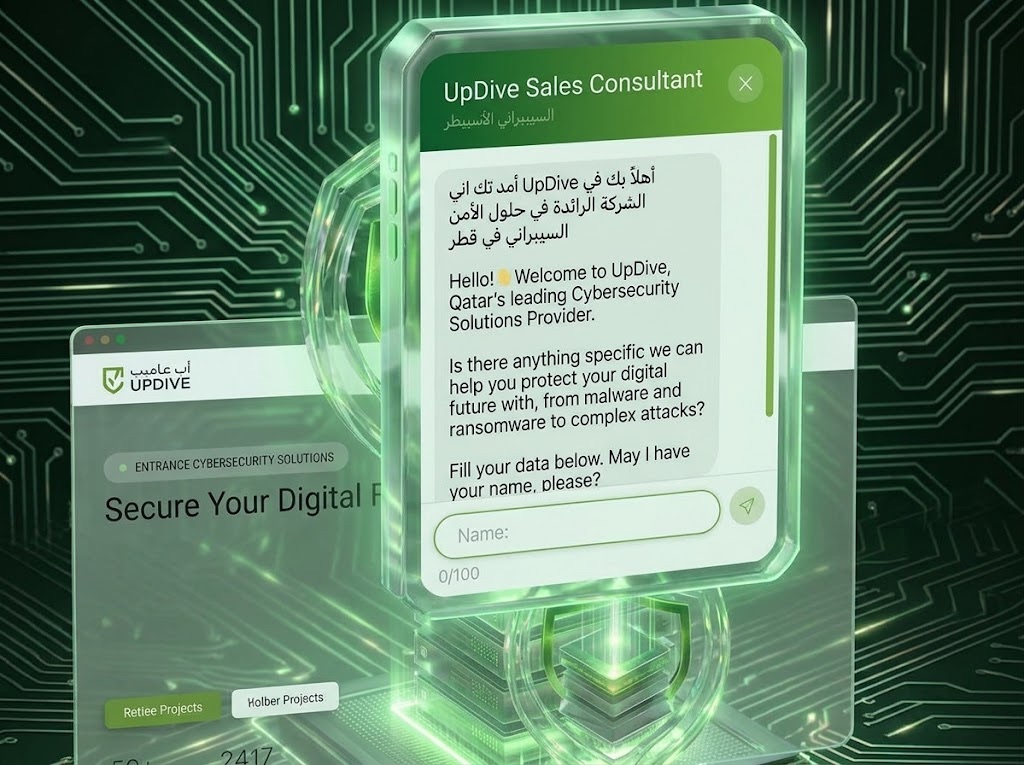 UpDive Sales Consultant
السيبراني الأسبيطر
أهلاً بك في UpDive أمد تك اني
الشركة الرائدة في حلول الأمن
السيبراني في قطر
Hello! 👋 Welcome to UpDive,
Qatar's leading Cybersecurity
Solutions Provider.
Is there anything specific we can
help you protect your digital
future with, from malware and
ransomware to complex attacks?
Fill your data below. May I have
your name, please?
Name:
0/100
أب عاميب
UPDIVE
ENTRANCE CYBERSECURITY SOLUTIONS
Secure Your Digital F
Retiee Projects
Holber Projects
50+
2417